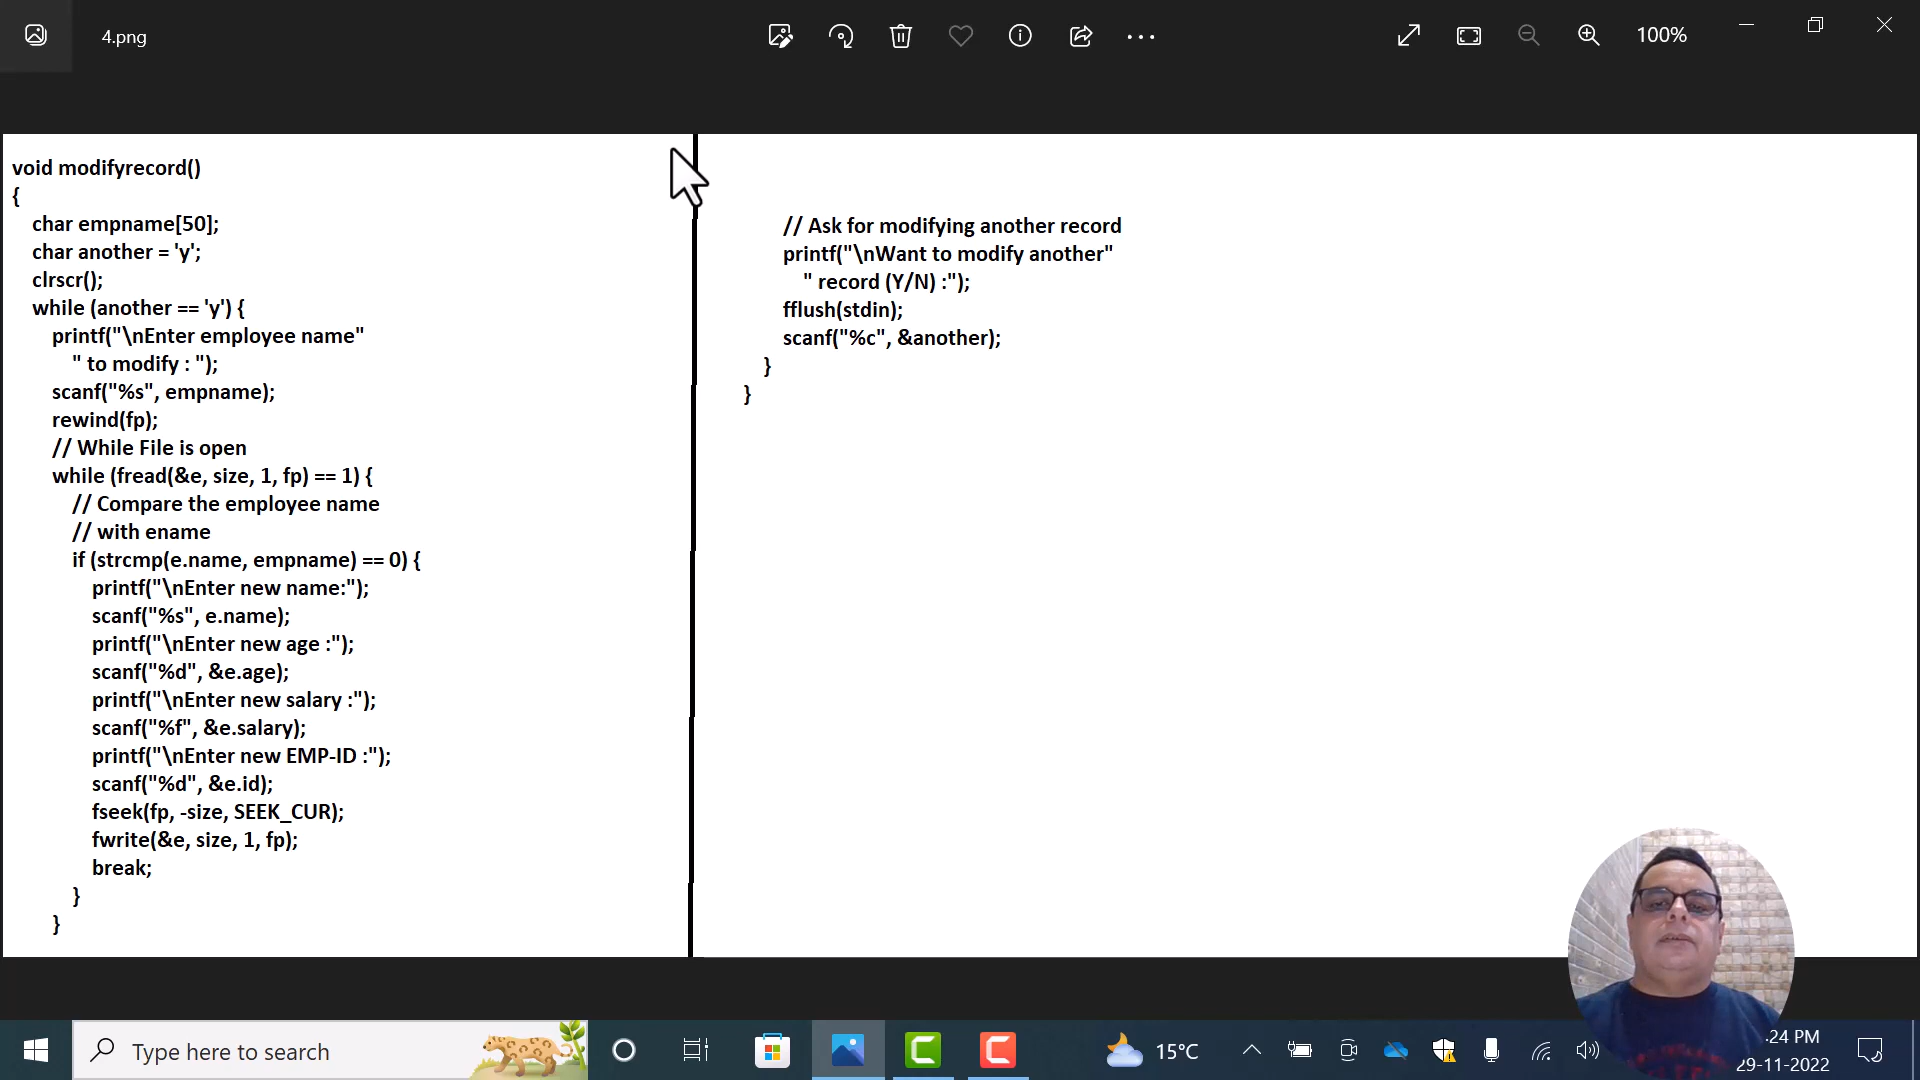 4.png
100%
void modifyrecord()
{
char empname[50];
char another = 'y';
clrscr();
while (another == 'y') {
printf("\nEnter employee name"
" to modify : ");
scanf("%s", empname);
rewind(fp);
// While File is open
while (fread(&e, size, 1, fp) == 1) {
// Compare the employee name
// with ename
if (strcmp(e.name, empname) == 0) {
printf("\nEnter new name:");
scanf("%s", e.name);
printf("\nEnter new age :");
scanf("%d", &e.age);
printf("\nEnter new salary :");
scanf("%f", &e.salary);
printf("\nEnter new EMP-ID :");
scanf("%d", &e.id);
fseek(fp, -size, SEEK_CUR);
fwrite(&e, size, 1, fp);
break;
}
}
// Ask for modifying another record
printf("\nWant to modify another"
" record (Y/N) :");
fflush(stdin);
scanf("%c", &another);
}
}
Type here to search
15°C
:24 PM
29-11-2022